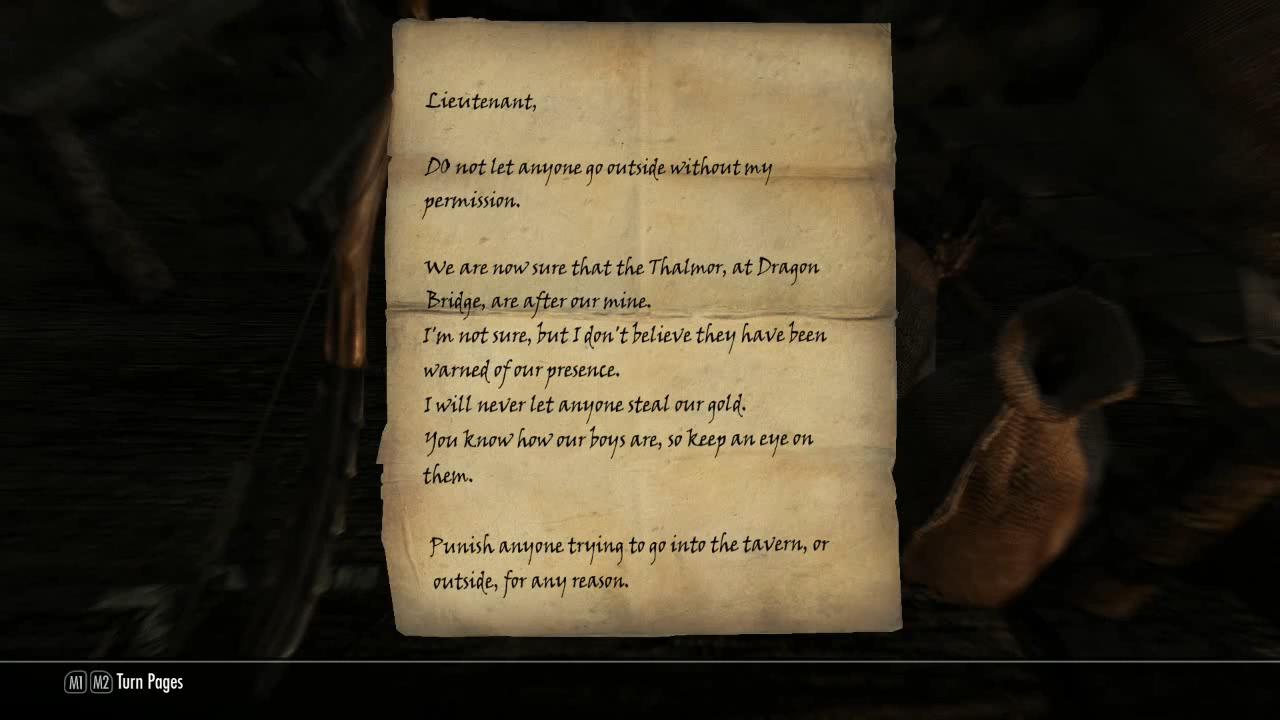 Lieutenant,
DO not let anyone go outside without my
permission.
We are now sure that the Thalmor, at Dragon
Bridge, are after our mine.
I'm not sure, but I don't believe they have been
warned of our presence.
I will never let anyone steal our gold.
You know how our boys are, so keep an eye on
them.
Punish anyone trying to go into the tavern, or
outside, for any reason.
M1 M2 Turn Pages